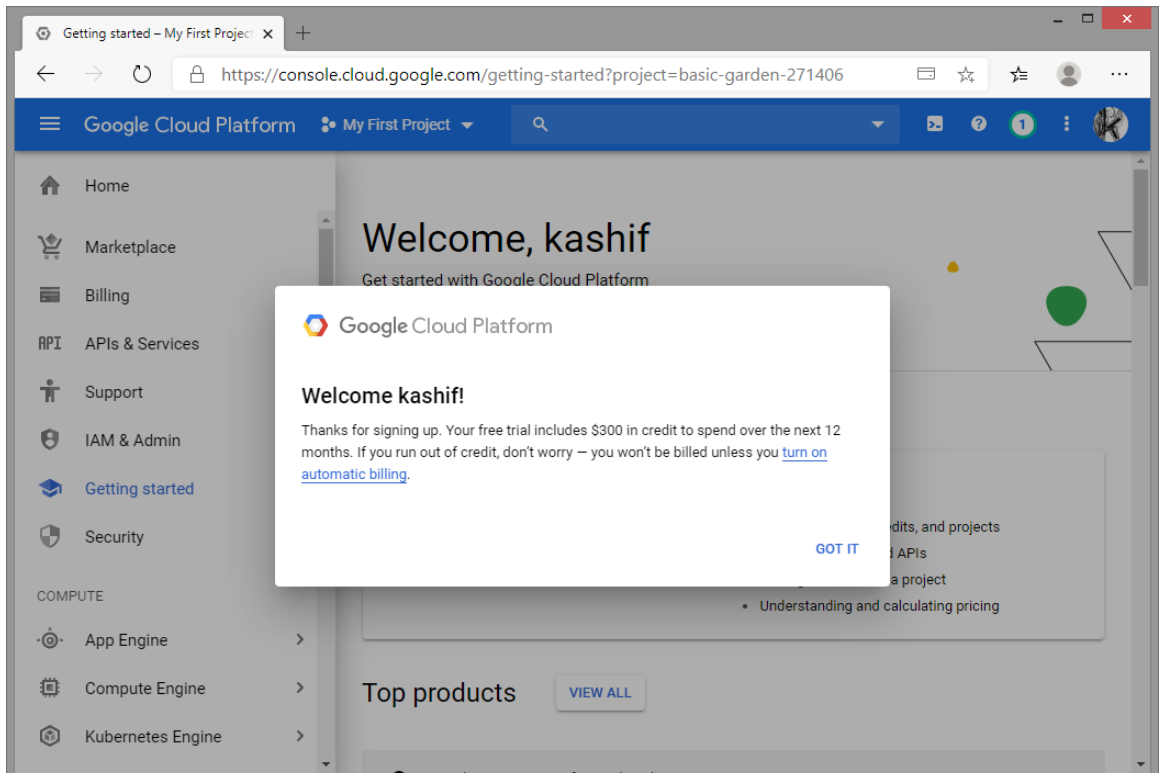 Getting started – My First Projec
https://console.cloud.google.com/getting-started?project=basic-garden-271406
Google Cloud Platform
My First Project
1
Home
Marketplace
Billing
API APIs & Services
Support
IAM & Admin
Getting started
Security
COMPUTE
App Engine
Compute Engine
Kubernetes Engine
Welcome, kashif
Get started with Google Cloud Platform
Google Cloud Platform
Welcome kashif!
Thanks for signing up. Your free trial includes $300 in credit to spend over the next 12
months. If you run out of credit, don't worry — you won't be billed unless you turn on
automatic billing.
GOT IT
edits, and projects
APIs
a project
• Understanding and calculating pricing
Top products
VIEW ALL